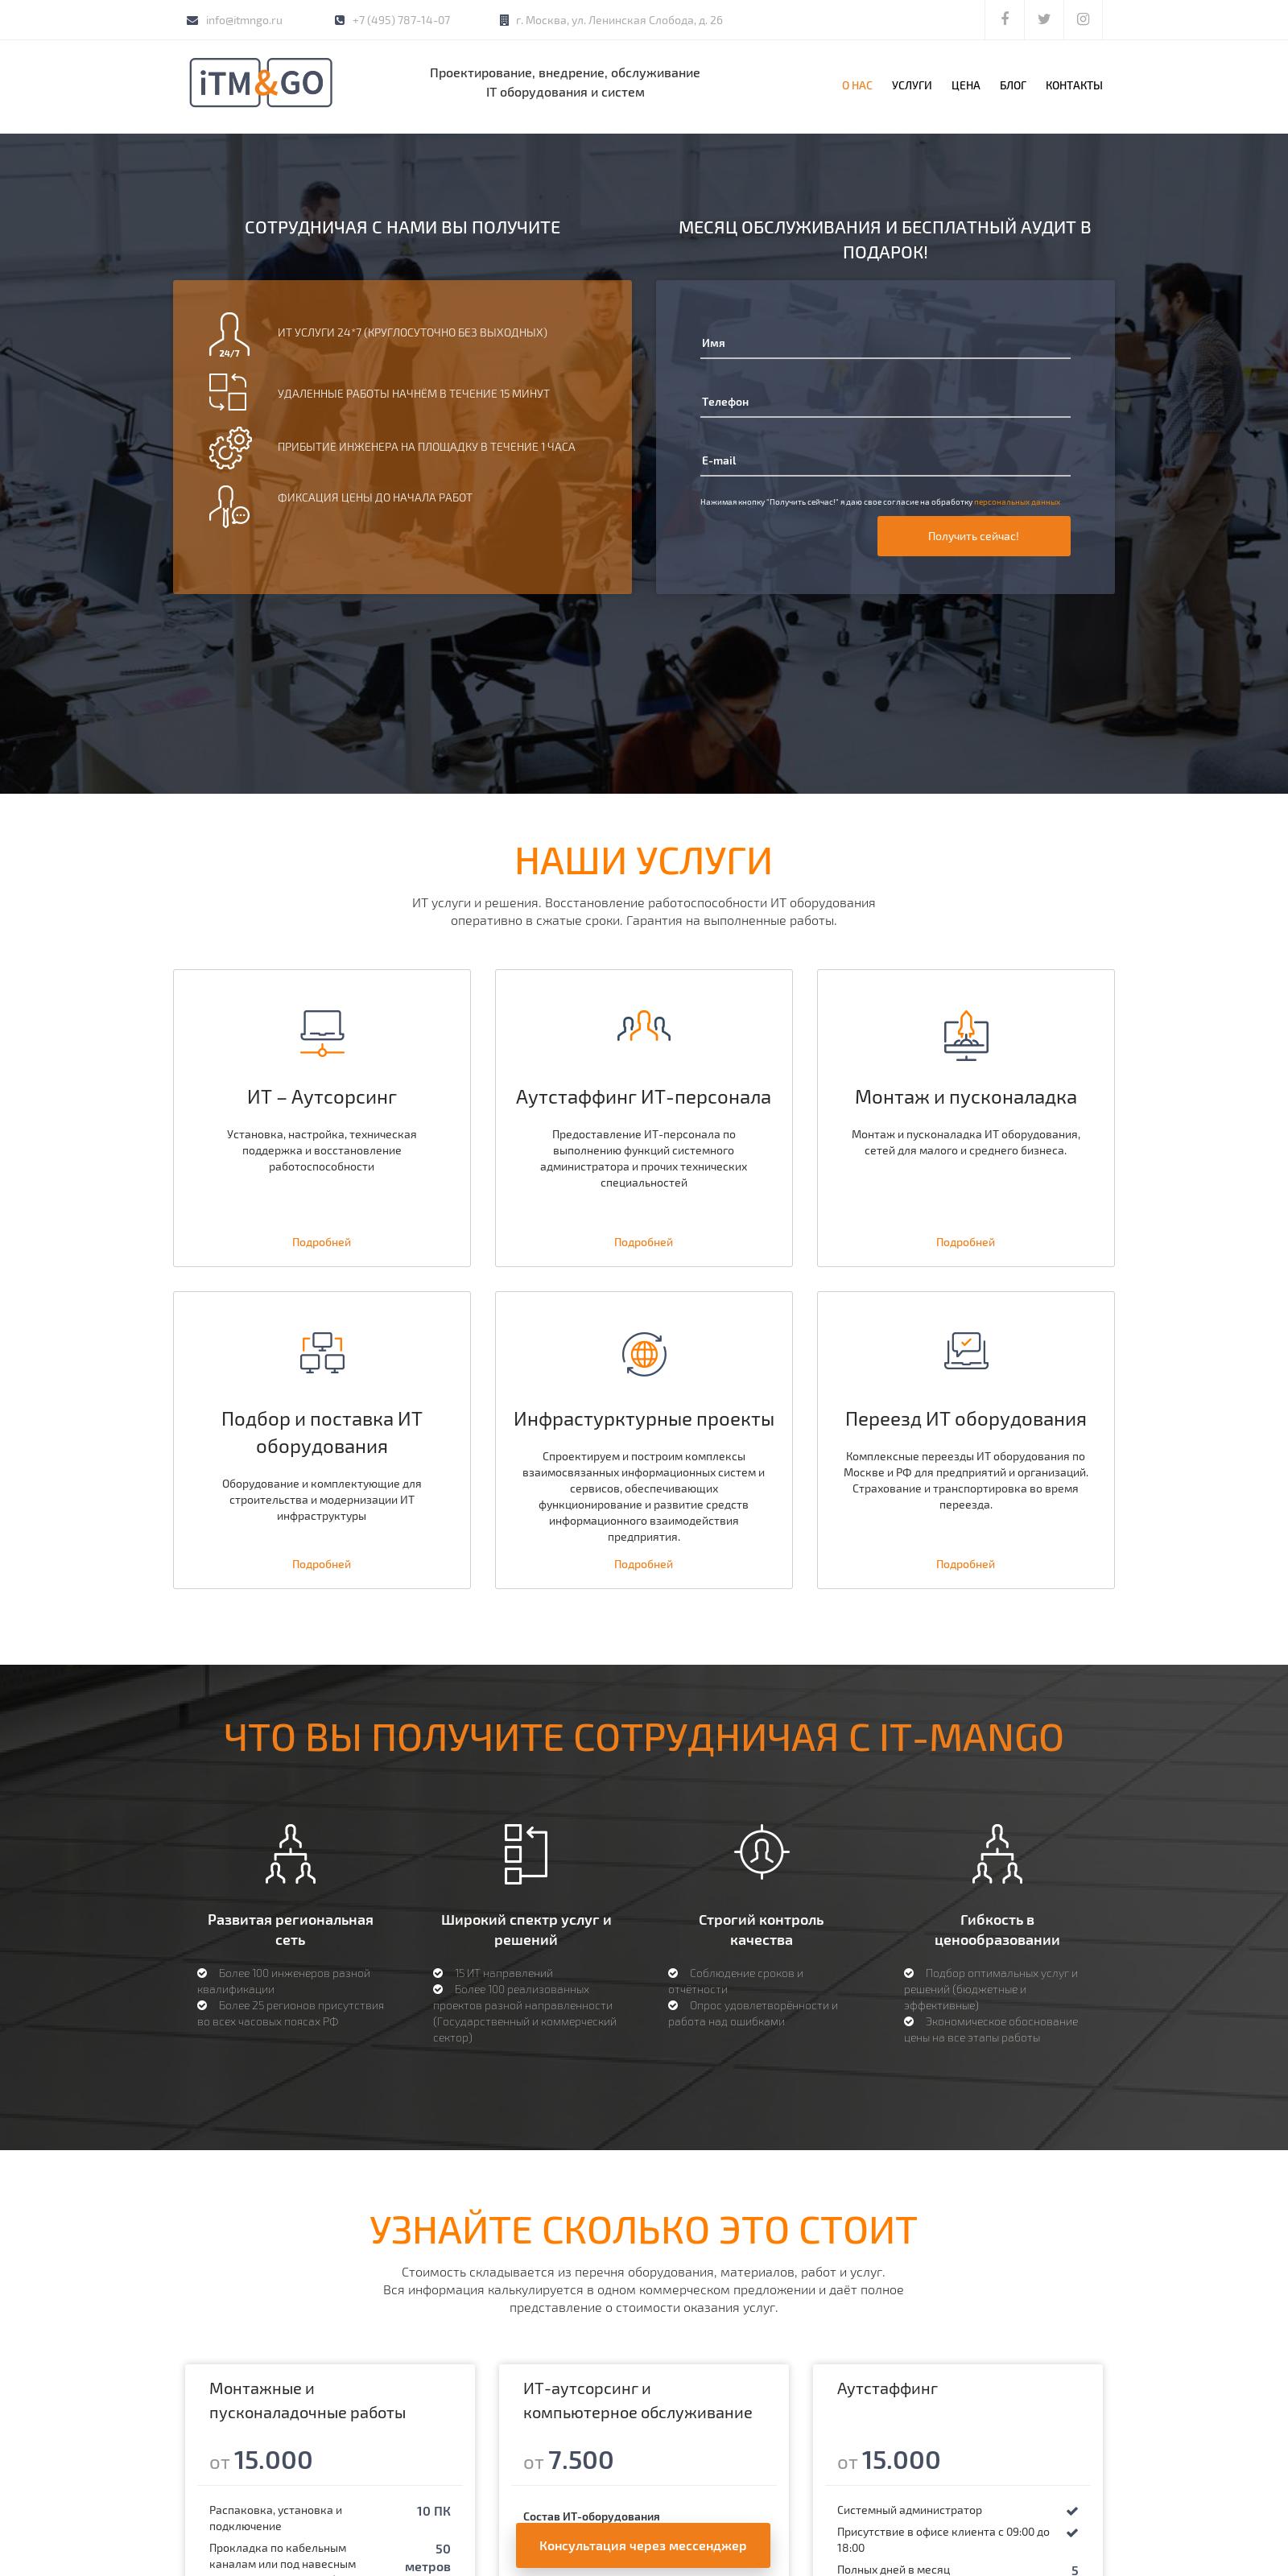 info@itmngo.ru
+7 (495) 787-14-07
г. Москва, ул. Ленинская Слобода, д. 26
iTM&GO
Проектирование, внедрение, обслуживание
IT оборудования и систем
О НАС
УСЛУГИ
ЦЕНА
БЛОГ
КОНТАКТЫ
СОТРУДНИЧАЯ С НАМИ ВЫ ПОЛУЧИТЕ
24/7
ИТ УСЛУГИ 24*7 (КРУГЛОСУТОЧНО БЕЗ ВЫХОДНЫХ)
УДАЛЕННЫЕ РАБОТЫ НАЧНЁМ В ТЕЧЕНИЕ 15 МИНУТ
ПРИБЫТИЕ ИНЖЕНЕРА НА ПЛОЩАДКУ В ТЕЧЕНИЕ 1 ЧАСА
ФИКСАЦИЯ ЦЕНЫ ДО НАЧАЛА РАБОТ
МЕСЯЦ ОБСЛУЖИВАНИЯ И БЕСПЛАТНЫЙ АУДИТ В
ПОДАРОК!
Имя
Телефон
E-mail
Нажимая кнопку "Получить сейчас!" я даю свое согласие на обработку персональных данных
Получить сейчас!
НАШИ УСЛУГИ
ИТ услуги и решения. Восстановление работоспособности ИТ оборудования
оперативно в сжатые сроки. Гарантия на выполненные работы.
ИТ – Аутсорсинг
Установка, настройка, техническая
поддержка и восстановление
работоспособности
Подробней
Аутстаффинг ИТ-персонала
Предоставление ИТ-персонала по
выполнению функций системного
администратора и прочих технических
специальностей
Подробней
Монтаж и пусконаладка
Монтаж и пусконаладка ИТ оборудования,
сетей для малого и среднего бизнеса.
Подробней
Подбор и поставка ИТ
оборудования
Оборудование и комплектующие для
строительства и модернизации ИТ
инфраструктуры
Подробней
Инфрастурктурные проекты
Спроектируем и построим комплексы
взаимосвязанных информационных систем и
сервисов, обеспечивающих
функционирование и развитие средств
информационного взаимодействия
предприятия.
Подробней
Переезд ИТ оборудования
Комплексные переезды ИТ оборудования по
Москве и РФ для предприятий и организаций.
Страхование и транспортировка во время
переезда.
Подробней
ЧТО ВЫ ПОЛУЧИТЕ СОТРУДНИЧАЯ С IT-MANGO
Развитая региональная
сеть
Более 100 инженеров разной
квалификации
Более 25 регионов присутствия
во всех часовых поясах РФ
Широкий спектр услуг и
решений
15 ИТ направлений
Более 100 реализованных
проектов разной направленности
(Государственный и коммерческий
сектор)
Строгий контроль
качества
Соблюдение сроков и
отчётности
Опрос удовлетворённости и
работа над ошибками
Гибкость в
ценообразовании
Подбор оптимальных услуг и
решений (бюджетные и
эффективные)
Экономическое обоснование
цены на все этапы работы
УЗНАЙТЕ СКОЛЬКО ЭТО СТОИТ
Стоимость складывается из перечня оборудования, материалов, работ и услуг.
Вся информация калькулируется в одном коммерческом предложении и даёт полное
представление о стоимости оказания услуг.
Монтажные и
пусконаладочные работы
от 15.000
Распаковка, установка и
подключение
10 ПК
Прокладка по кабельным
каналам или под навесным
50
метров
ИТ-аутсорсинг и
компьютерное обслуживание
от 7.500
Состав ИТ-оборудования
Консультация через мессенджер
Аутстаффинг
от 15.000
Системный администратор
Присутствие в офисе клиента с 09:00 до
18:00
Полных дней в месяц
5